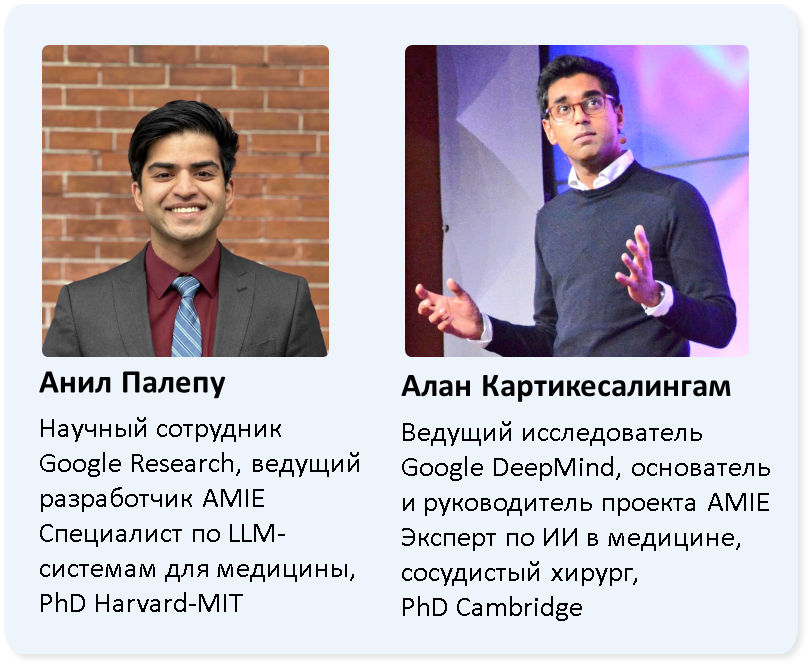 Анил Палепу
Научный сотрудник
Google Research, ведущий
разработчик AMIE
Специалист по LLM-
системам для медицины,
PhD Harvard-MIT
Алан Картикесалингам
Ведущий исследователь
Google DeepMind, основатель
и руководитель проекта AMIE
Эксперт по ИИ в медицине,
сосудистый хирург,
PhD Cambridge